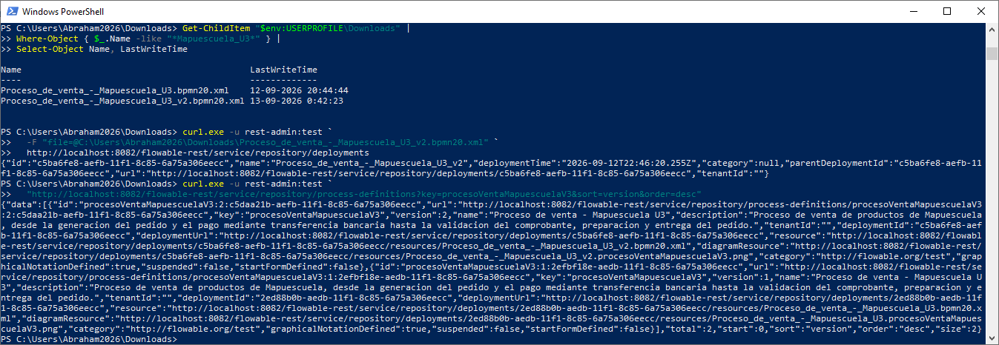 Windows PowerShell
PS C:\Users\Abraham2026\Downloads> Get-ChildItem "$env:USERPROFILE\Downloads" |
>> Where-Object { $_.Name -like "*Mapuescuela_U3*" } |
>> Select-Object Name, LastWriteTime
Name                                        LastWriteTime
----                                        -------------
Proceso_de_venta_-_Mapuescuela_U3.bpmn20.xml    12-09-2026 20:44:44
Proceso_de_venta_-_Mapuescuela_U3_v2.bpmn20.xml 13-09-2026 0:42:23
PS C:\Users\Abraham2026\Downloads> curl.exe -u rest-admin:test `
>>   -F "file=@C:\Users\Abraham2026\Downloads\Proceso_de_venta_-_Mapuescuela_U3_v2.bpmn20.xml" `
>>   http://localhost:8082/flowable-rest/service/repository/deployments
{"id":"c5ba6fe8-aefb-11f1-8c85-6a75a306eecc","name":"Proceso_de_venta_-_Mapuescuela_U3_v2","deploymentTime":"2026-09-12T22:46:20.255Z","category":null,"parentDeploymentId":"c5ba6fe8-aefb-11f
1-8c85-6a75a306eecc","url":"http://localhost:8082/flowable-rest/service/repository/deployments/c5ba6fe8-aefb-11f1-8c85-6a75a306eecc","tenantId":""}
PS C:\Users\Abraham2026\Downloads> curl.exe -u rest-admin:test `
>>   "http://localhost:8082/flowable-rest/service/repository/process-definitions?key=procesoVentaMapuescuelaV3&sort=version&order=desc"
{"data":[{"id":"procesoVentaMapuescuelaV3:2:c5daa21b-aefb-11f1-8c85-6a75a306eecc","url":"http://localhost:8082/flowable-rest/service/repository/process-definitions/procesoVentaMapuescuelaV3
:2:c5daa21b-aefb-11f1-8c85-6a75a306eecc","key":"procesoVentaMapuescuelaV3","version":2,"name":"Proceso de venta - Mapuescuela U3","description":"Proceso de venta de productos de Mapuescuela
, desde la generacion del pedido y el pago mediante transferencia bancaria hasta la validacion del comprobante, preparacion y entrega del pedido.","tenantId":"","deploymentId":"c5ba6fe8-aef
b-11f1-8c85-6a75a306eecc","deploymentUrl":"http://localhost:8082/flowable-rest/service/repository/deployments/c5ba6fe8-aefb-11f1-8c85-6a75a306eecc","resource":"http://localhost:8082/flowabl
e-rest/service/repository/deployments/c5ba6fe8-aefb-11f1-8c85-6a75a306eecc/resources/Proceso_de_venta_-_Mapuescuela_U3_v2.bpmn20.xml","diagramResource":"http://localhost:8082/flowable-rest/
service/repository/deployments/c5ba6fe8-aefb-11f1-8c85-6a75a306eecc/resources/Proceso_de_venta_-_Mapuescuela_U3_v2.procesoVentaMapuescuelaV3.png","category":"http://flowable.org/test","grap
hicalNotationDefined":true,"suspended":false,"startFormDefined":false},{"id":"procesoVentaMapuescuelaV3:1:2efbf18e-aedb-11f1-8c85-6a75a306eecc","url":"http://localhost:8082/flowable-rest/se
rvice/repository/process-definitions/procesoVentaMapuescuelaV3:1:2efbf18e-aedb-11f1-8c85-6a75a306eecc","key":"procesoVentaMapuescuelaV3","version":1,"name":"Proceso de venta - Mapuescuela U
3","description":"Proceso de venta de productos de Mapuescuela, desde la generacion del pedido y el pago mediante transferencia bancaria hasta la validacion del comprobante, preparacion y e
ntrega del pedido.","tenantId":"","deploymentId":"2ed88b0b-aedb-11f1-8c85-6a75a306eecc","deploymentUrl":"http://localhost:8082/flowable-rest/service/repository/deployments/2ed88b0b-aedb-11f
1-8c85-6a75a306eecc","resource":"http://localhost:8082/flowable-rest/service/repository/deployments/2ed88b0b-aedb-11f1-8c85-6a75a306eecc/resources/Proceso_de_venta_-_Mapuescuela_U3.bpmn20.x
ml","diagramResource":"http://localhost:8082/flowable-rest/service/repository/deployments/2ed88b0b-aedb-11f1-8c85-6a75a306eecc/resources/Proceso_de_venta_-_Mapuescuela_U3.procesoVentaMapues
cuelaV3.png","category":"http://flowable.org/test","graphicalNotationDefined":true,"suspended":false,"startFormDefined":false}],"total":2,"start":0,"sort":"version","order":"desc","size":2}
PS C:\Users\Abraham2026\Downloads>